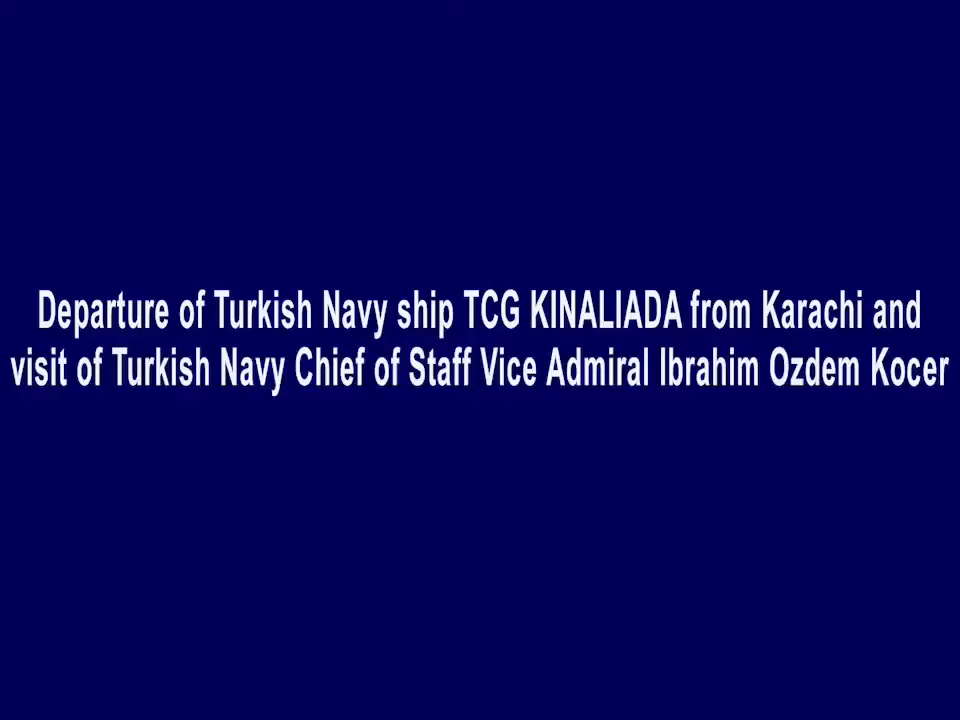 Departure of Turkish Navy ship TCG KINALIADA from Karachi and
visit of Turkish Navy Chief of Staff Vice Admiral Ibrahim Ozdem Kocer